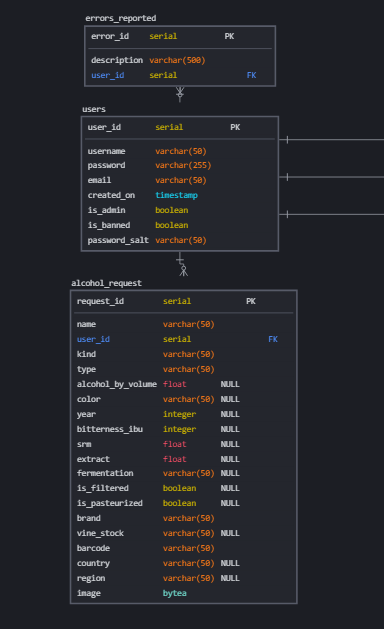 errors_reported
error_id serial PK
description varchar(500)
user_id serial FK
users
user_id serial PK
username varchar(50)
password varchar(255)
email varchar(50)
created_on timestamp
is_admin boolean
is_banned boolean
password_salt varchar(50)
alcohol_request
request_id serial PK
name varchar(50)
user_id serial FK
kind varchar(50)
type varchar(50)
alcohol_by_volume float NULL
color varchar(50) NULL
year integer NULL
bitterness_ibu integer NULL
srm float NULL
extract float NULL
fermentation varchar(50) NULL
is_filtered boolean NULL
is_pasteurized boolean NULL
brand varchar(50)
vine_stock varchar(50) NULL
barcode varchar(50)
country varchar(50) NULL
region varchar(50) NULL
image bytea